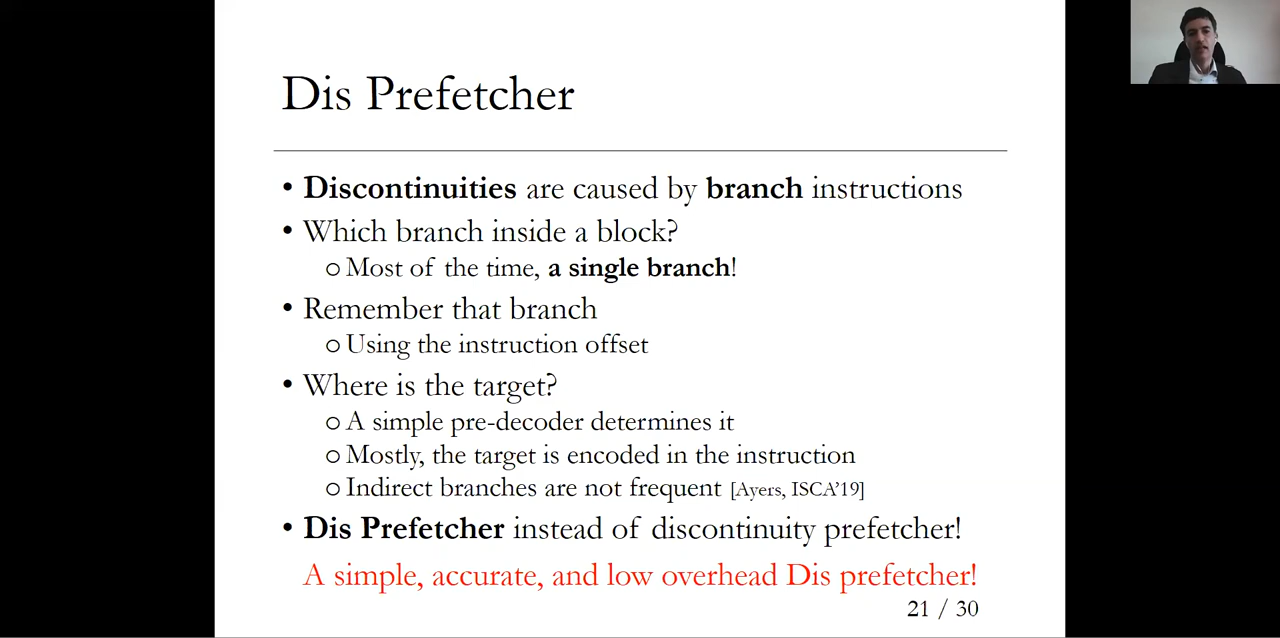 Dis Prefetcher
• Discontinuities are caused by branch instructions
• Which branch inside a block?
o Most of the time, a single branch!
• Remember that branch
o Using the instruction offset
• Where is the target?
o A simple pre-decoder determines it
o Mostly, the target is encoded in the instruction
o Indirect branches are not frequent [Ayers, ISCA'19]
• Dis Prefetcher instead of discontinuity prefetcher!
A simple, accurate, and low overhead Dis prefetcher!
21 / 30